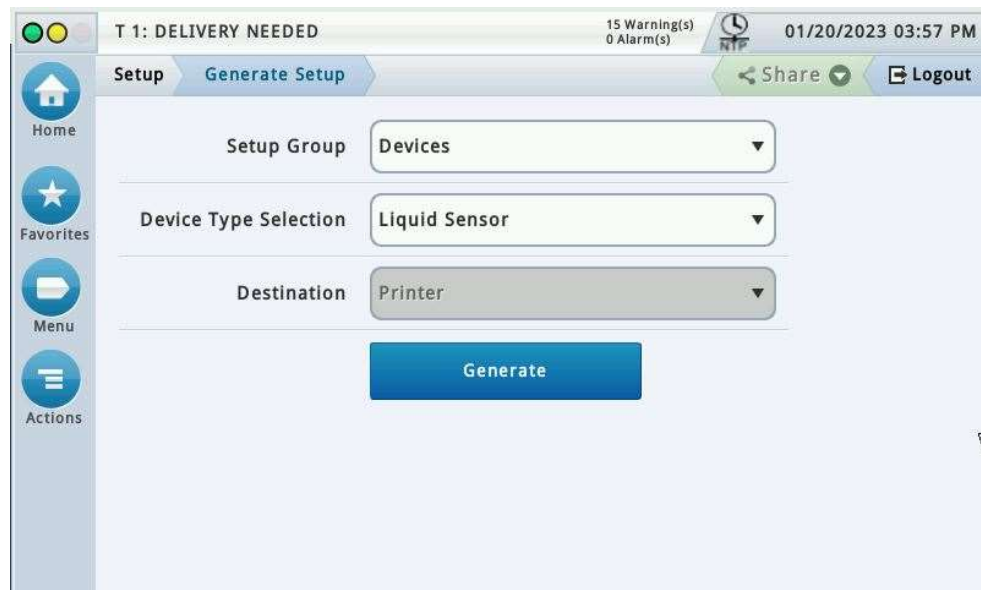 T 1: DELIVERY NEEDED
15 Warning(s)
0 Alarm(s)
NTP
01/20/2023 03:57 PM
Setup
Generate Setup
Share
Logout
Home
Favorites
Menu
Actions
Setup Group
Devices
Device Type Selection
Liquid Sensor
Destination
Printer
Generate